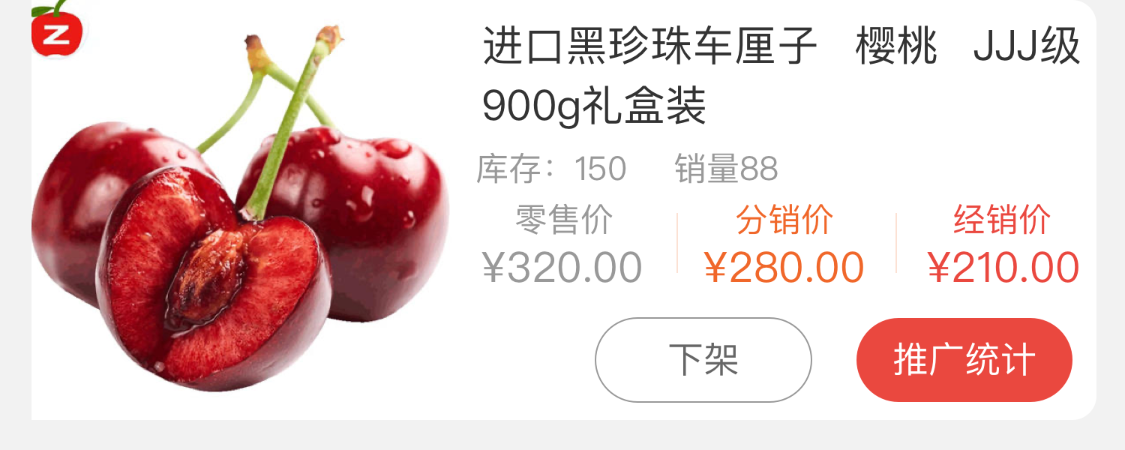 Z
进口黑珍珠车厘子 樱桃 JJJ级
900g礼盒装
库存：150 销量88
零售价 分销价 经销价
¥320.00 ¥280.00 ¥210.00
下架 推广统计